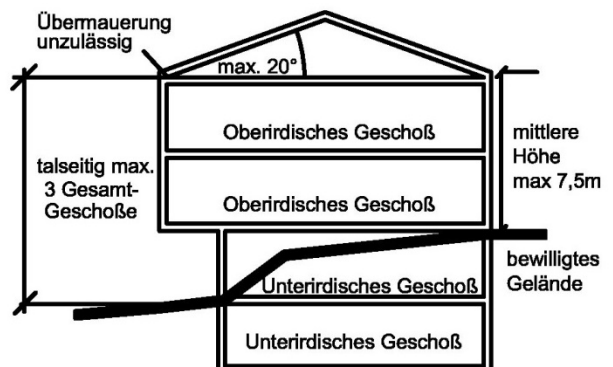 Übermauerung
unzulässig
max. 20°
Oberirdisches Geschoß
talseitig max.
3 Gesamt-
Geschoße
mittlere
Höhe
max 7,5m
Oberirdisches Geschoß
bewilligtes
Gelände
Unterirdisches Geschoß
Unterirdisches Geschoß